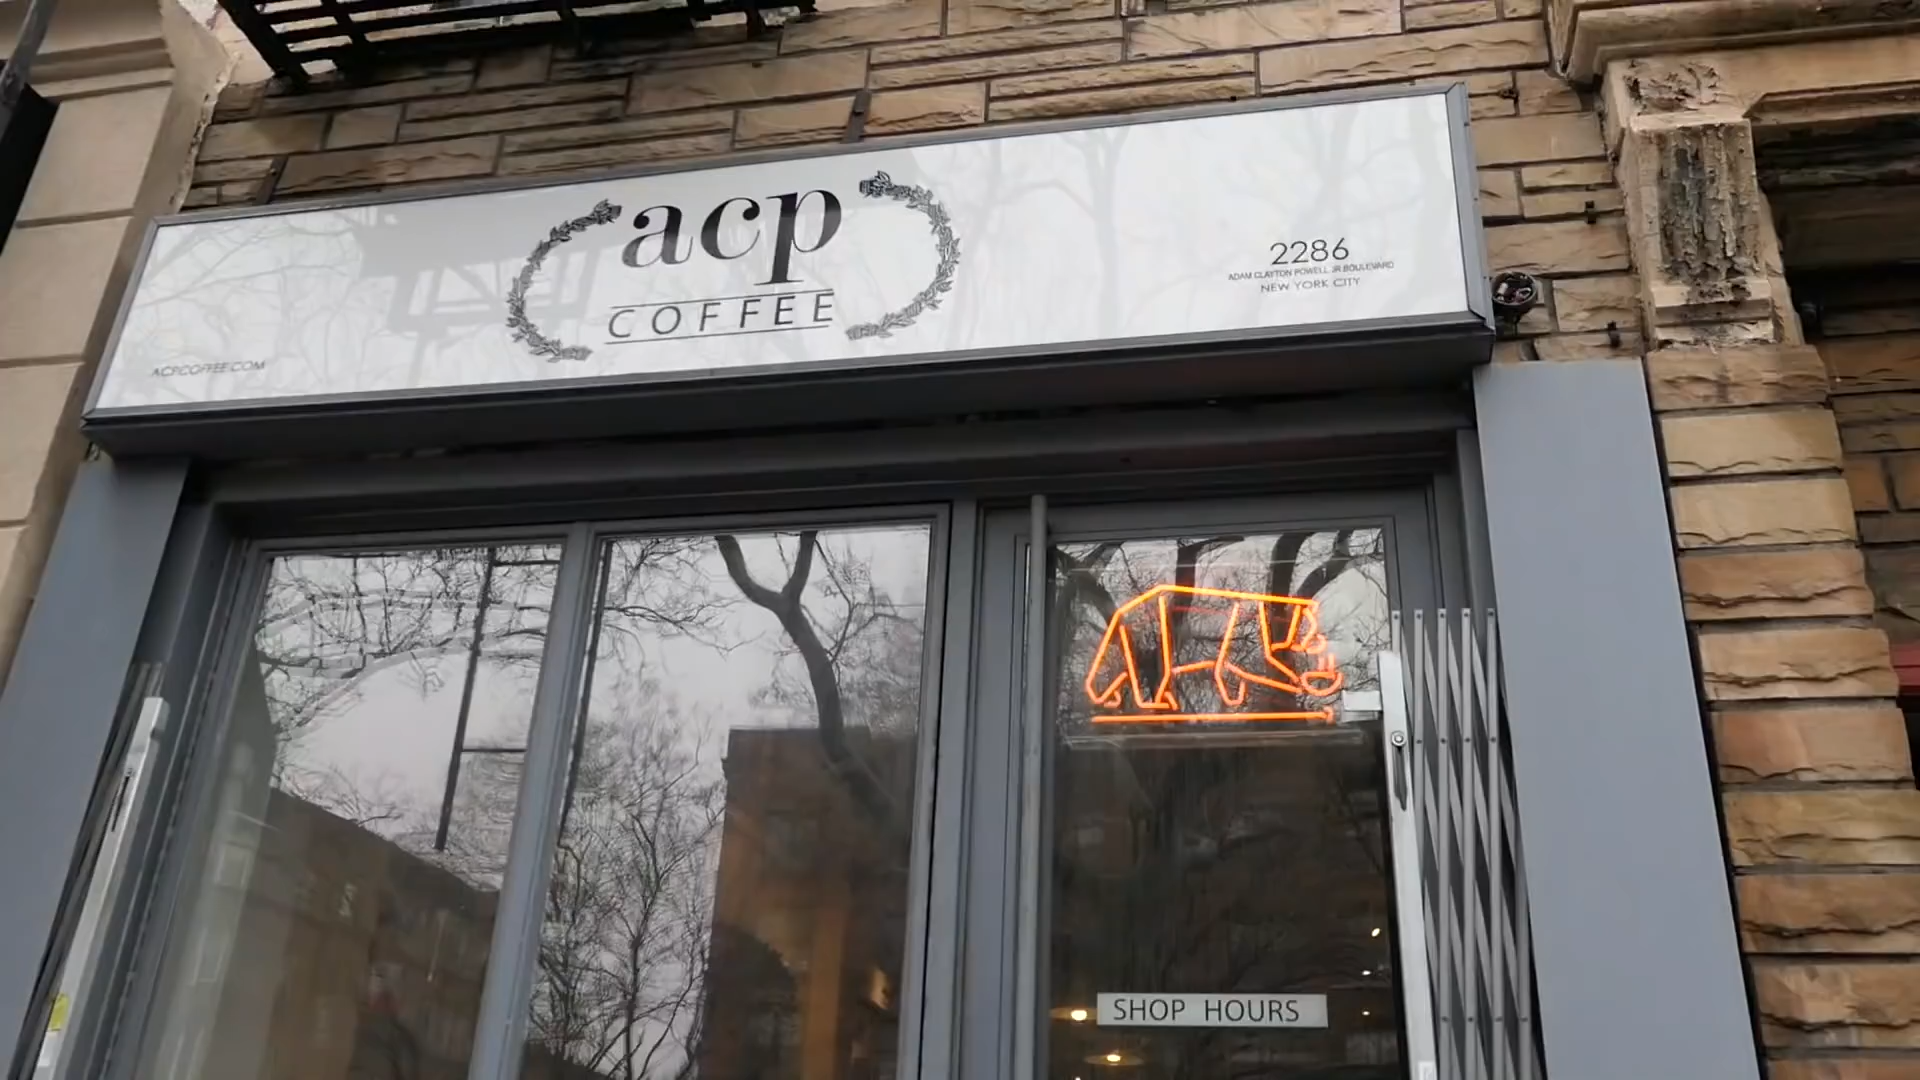 acp
COFFEE
2286
ADAM CLAYTON POWELL JR BOULEVARD
NEW YORK CITY
ACPCOFFEE.COM
SHOP HOURS